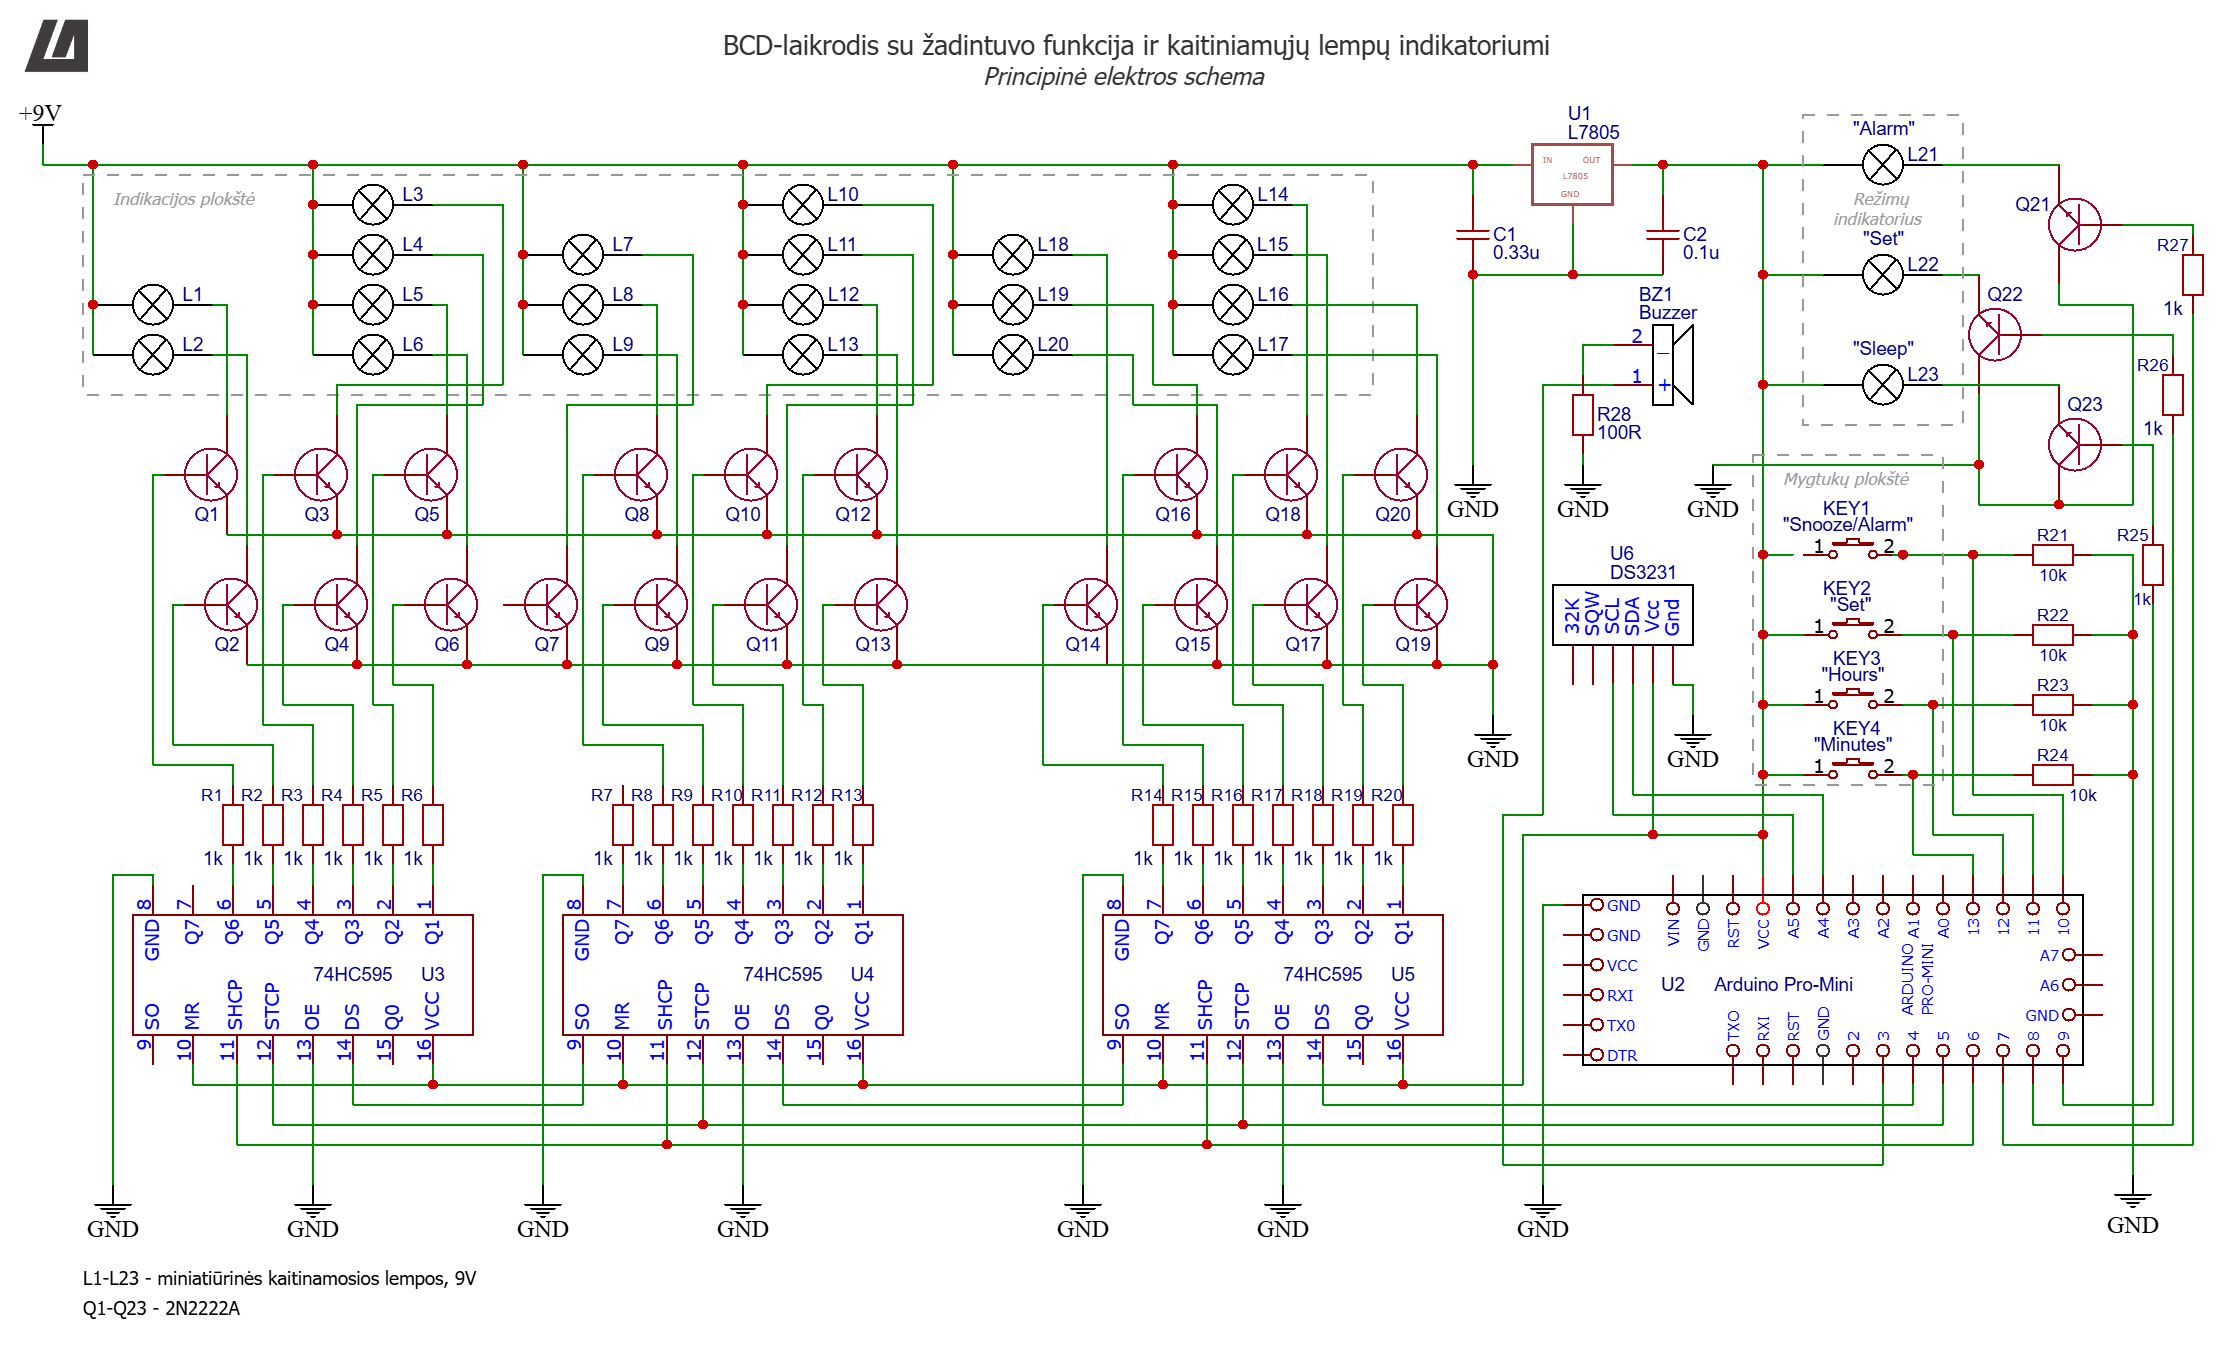 BCD-laikrodis su žadintuvo funkcija ir kaitiniamųjų lempų indikatoriumi
Principinė elektros schema
+9V
Indikacijos plokštė
L1
L2
L3
L4
L5
L6
L7
L8
L9
L10
L11
L12
L13
L18
L19
L20
L14
L15
L16
L17
U1
L7805
IN OUT
L7805
GND
C1
0.33u
C2
0.1u
BZ1
Buzzer
2
1
−
+
R28
100R
"Alarm"
L21
Režimų
indikatorius
"Set"
L22
"Sleep"
L23
Q21
Q22
Q23
R27
1k
R26
1k
R25
1k
Q1
Q3
Q5
Q8
Q10
Q12
Q16
Q18
Q20
GND
GND
GND
Q2
Q4
Q6
Q7
Q9
Q11
Q13
Q14
Q15
Q17
Q19
GND
U6
DS3231
32K
SQW
SCL
SDA
Vcc
Gnd
GND
Mygtukų plokštė
KEY1
"Snooze/Alarm"
1 2
R21
10k
KEY2
"Set"
1 2
R22
10k
KEY3
"Hours"
1 2
R23
10k
KEY4
"Minutes"
1 2
R24
10k
R1 R2 R3 R4 R5 R6
1k 1k 1k 1k 1k 1k
R7 R8 R9 R10 R11 R12 R13
1k 1k 1k 1k 1k 1k 1k
R14 R15 R16 R17 R18 R19 R20
1k 1k 1k 1k 1k 1k 1k
8 7 6 5 4 3 2 1
GND Q7 Q6 Q5 Q4 Q3 Q2 Q1
74HC595 U3
SO MR SHCP STCP OE DS Q0 VCC
9 10 11 12 13 14 15 16
8 7 6 5 4 3 2 1
GND Q7 Q6 Q5 Q4 Q3 Q2 Q1
74HC595 U4
SO MR SHCP STCP OE DS Q0 VCC
9 10 11 12 13 14 15 16
8 7 6 5 4 3 2 1
GND Q7 Q6 Q5 Q4 Q3 Q2 Q1
74HC595 U5
SO MR SHCP STCP OE DS Q0 VCC
9 10 11 12 13 14 15 16
GND
GND
VCC
RXI
TX0
DTR
VIN GND RST VCC A5 A4 A3 A2 A1 A0 13 12 11 10
U2 Arduino Pro-Mini
ARDUINO
PRO-MINI
A7
A6
GND
TXO RXI RST GND 2 3 4 5 6 7 8 9
GND
GND
GND
GND
GND
GND
GND
GND
L1-L23 - miniatiūrinės kaitinamosios lempos, 9V
Q1-Q23 - 2N2222A